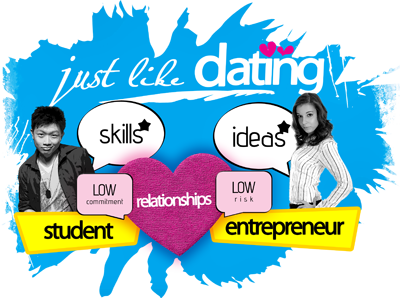 just like dating
skills
ideas
LOW
commitment
relationships
LOW
risk
student
entrepreneur